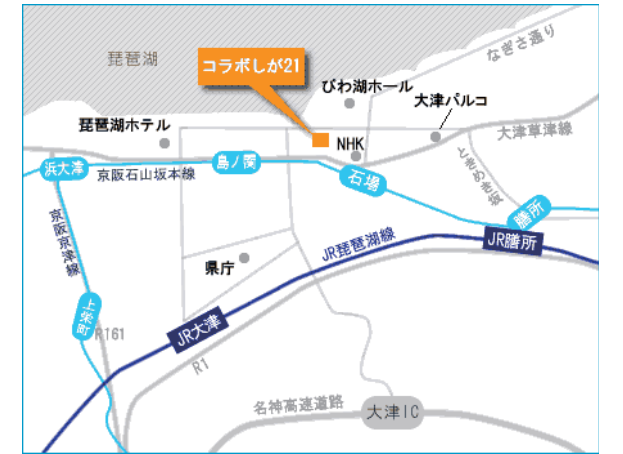 琵琶湖
コラボしが21
なぎさ通り
びわ湖ホール
大津パルコ
琵琶湖ホテル
NHK
大津草津線
浜大津
京阪石山坂本線
島ノ関
石場
ときめき坂
膳所
京阪京津線
JR琵琶湖線
JR膳所
県庁
上栄町
R161
JR大津
R1
名神高速道路
大津IC